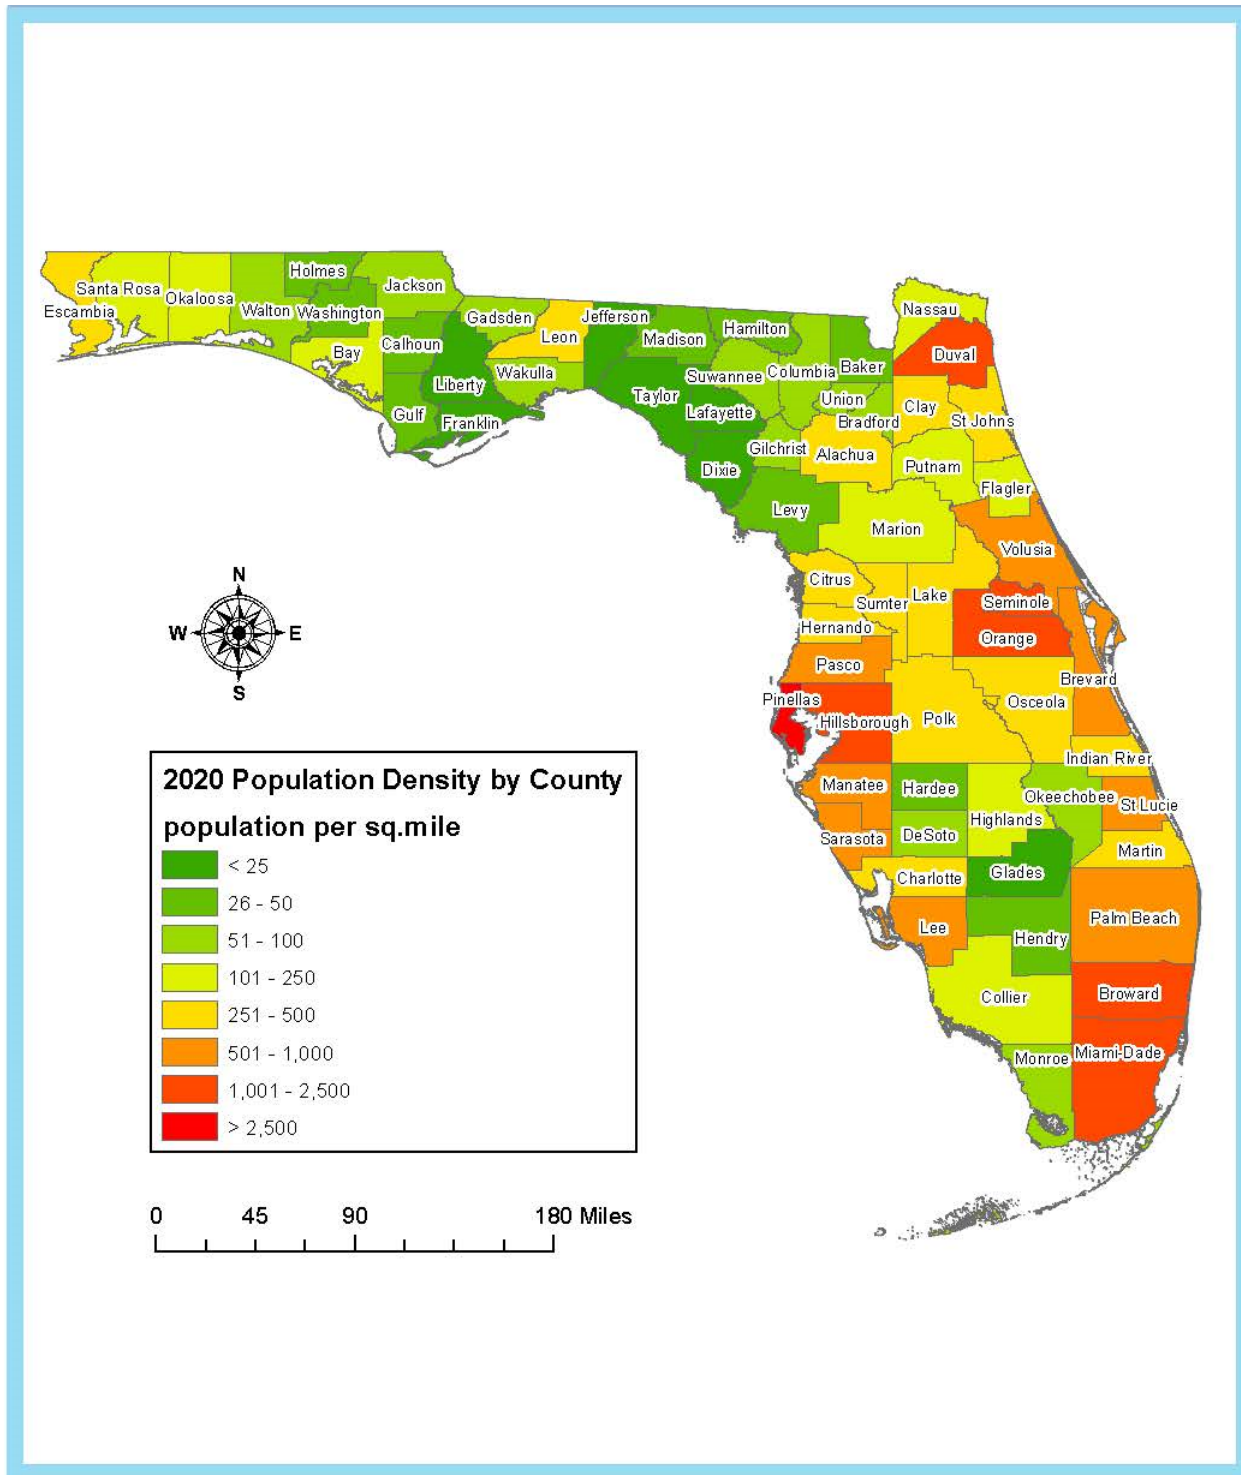 Holmes
Jackson
Santa Rosa
Okaloosa
Walton
Washington
Escambia
Nassau
Gadsden
Jefferson
Leon
Madison
Hamilton
Calhoun
Bay
Duval
Wakulla
Suwannee
Columbia
Baker
Liberty
Taylor
Union
Lafayette
Clay
Gulf
Franklin
Bradford
St Johns
Gilchrist
Alachua
Dixie
Putnam
Flagler
Levy
Marion
Volusia
Citrus
Sumter
Lake
Seminole
Hernando
Orange
Pasco
Brevard
Pinellas
Hillsborough
Polk
Osceola
Indian River
Manatee
Hardee
Okeechobee
St Lucie
Highlands
Sarasota
DeSoto
Martin
Charlotte
Glades
Lee
Palm Beach
Hendry
Collier
Broward
Monroe
Miami-Dade
N
W
E
S
2020 Population Density by County
population per sq.mile
< 25
26 - 50
51 - 100
101 - 250
251 - 500
501 - 1,000
1,001 - 2,500
> 2,500
0 45 90 180 Miles